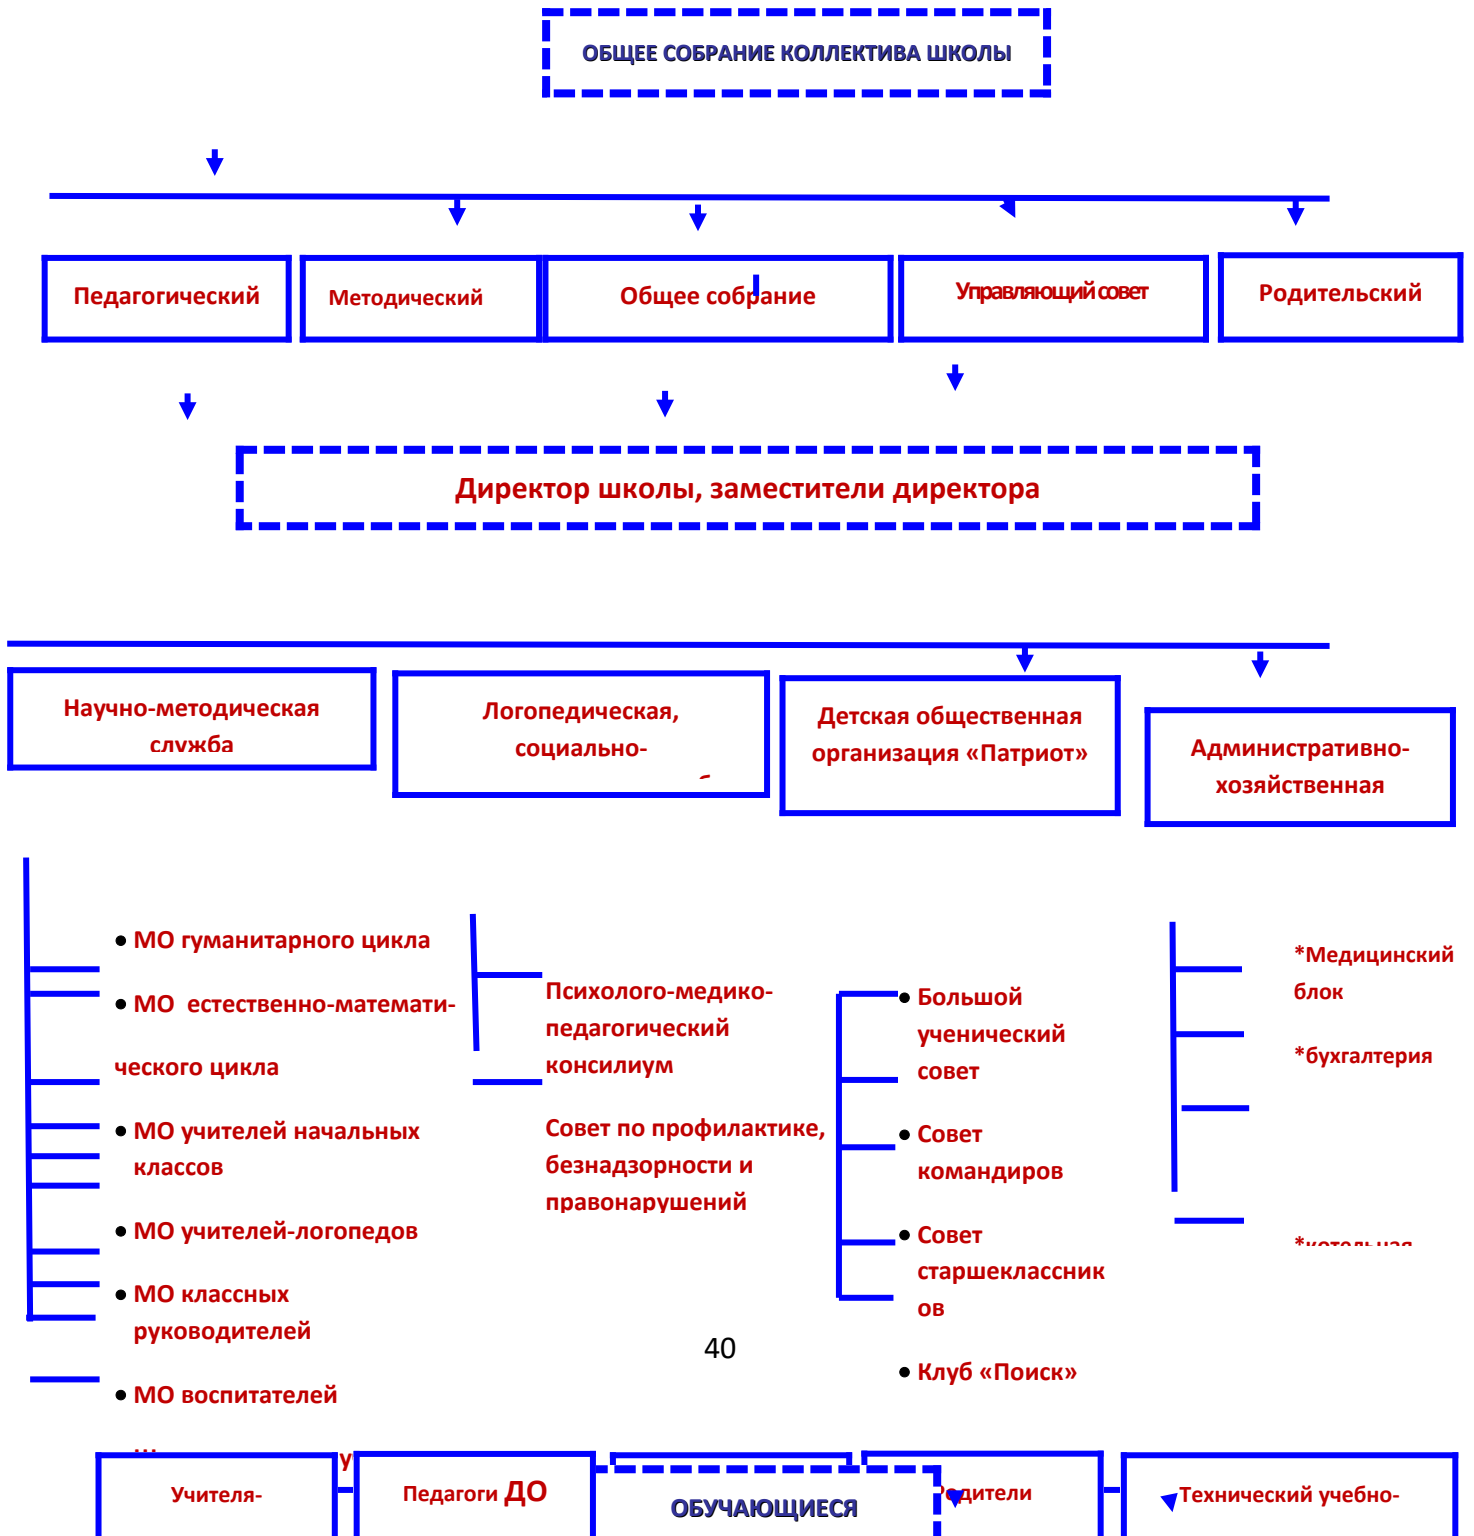 ОБЩЕЕ СОБРАНИЕ КОЛЛЕКТИВА ШКОЛЫ
Педагогический
Методический
Общее собрание
Управляющий совет
Родительский
Директор школы, заместители директора
Научно-методическая
служба
Логопедическая,
социально-
Детская общественная
организация «Патриот»
Административно-
хозяйственная
• МО гуманитарного цикла
• МО естественно-математи-
ческого цикла
• МО учителей начальных
классов
• МО учителей-логопедов
• МО классных
руководителей
• МО воспитателей
Психолого-медико-
педагогический
консилиум
Совет по профилактике,
безнадзорности и
правонарушений
• Большой
ученический
совет
• Совет
командиров
• Совет
старшеклассник
ов
• Клуб «Поиск»
*Медицинский
блок
*бухгалтерия
*котельная
40
Учителя-
Педагоги ДО
ОБУЧАЮЩИЕСЯ
Родители
Технический учебно-